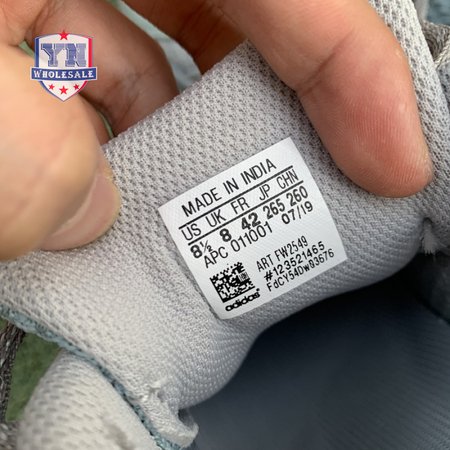 YN
WHOLESALE
MADE IN INDIA
US UK FR JP CHN
8½ 8 42 265 260
APC 011001 07/19
ART FW2549
#123521465
FdCY54DW03676
adidas